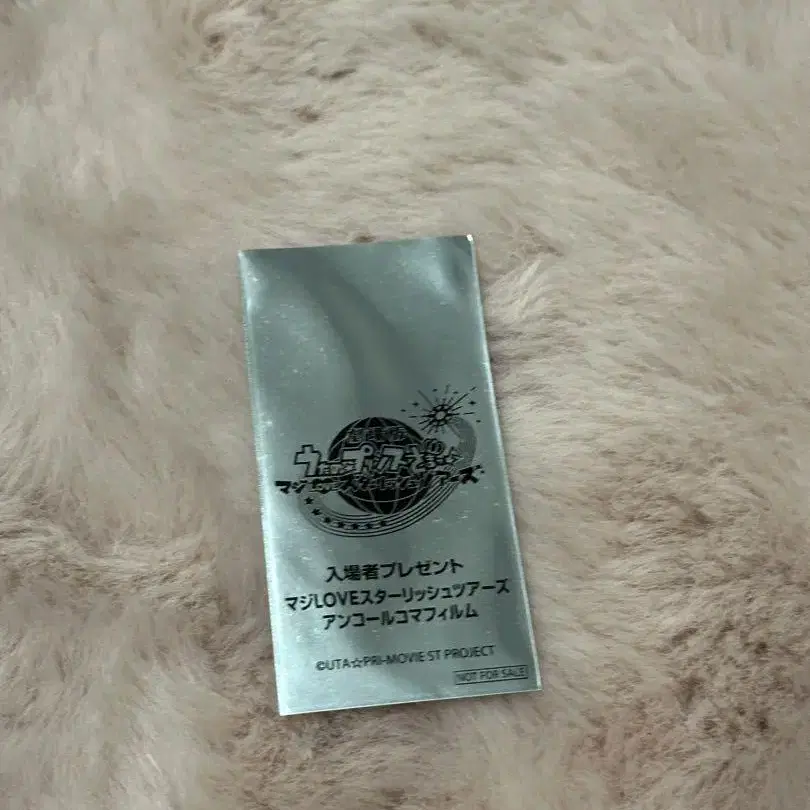 劇場版
うたの☆プリンスさまっ♪
マジLOVEスターリッシュツアーズ
入場者プレゼント
マジLOVEスターリッシュツアーズ
アンコールコマフィルム
©UTA☆PRI-MOVIE ST PROJECT
NOT FOR SALE